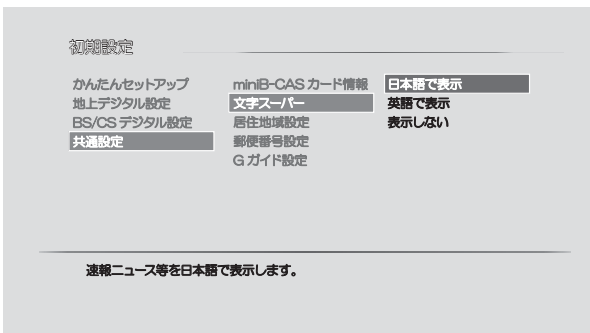 初期設定
かんたんセットアップ
地上デジタル設定
BS/CS デジタル設定
共通設定
miniB-CAS カード情報
文字スーパー
居住地域設定
郵便番号設定
G ガイド設定
日本語で表示
英語で表示
表示しない
速報ニュース等を日本語で表示します。